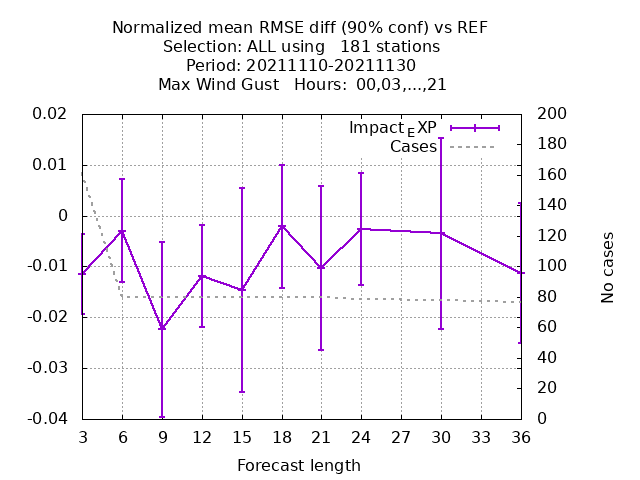 Normalized mean RMSE diff (90% conf) vs REF
Selection: ALL using   181 stations
Period: 20211110-20211130
Max Wind Gust   Hours:  00,03,...,21
Impact_EXP
Cases
0.02
0.01
0
-0.01
-0.02
-0.03
-0.04
200
180
160
140
120
100
80
60
40
20
0
No cases
3 6 9 12 15 18 21 24 27 30 33 36
Forecast length